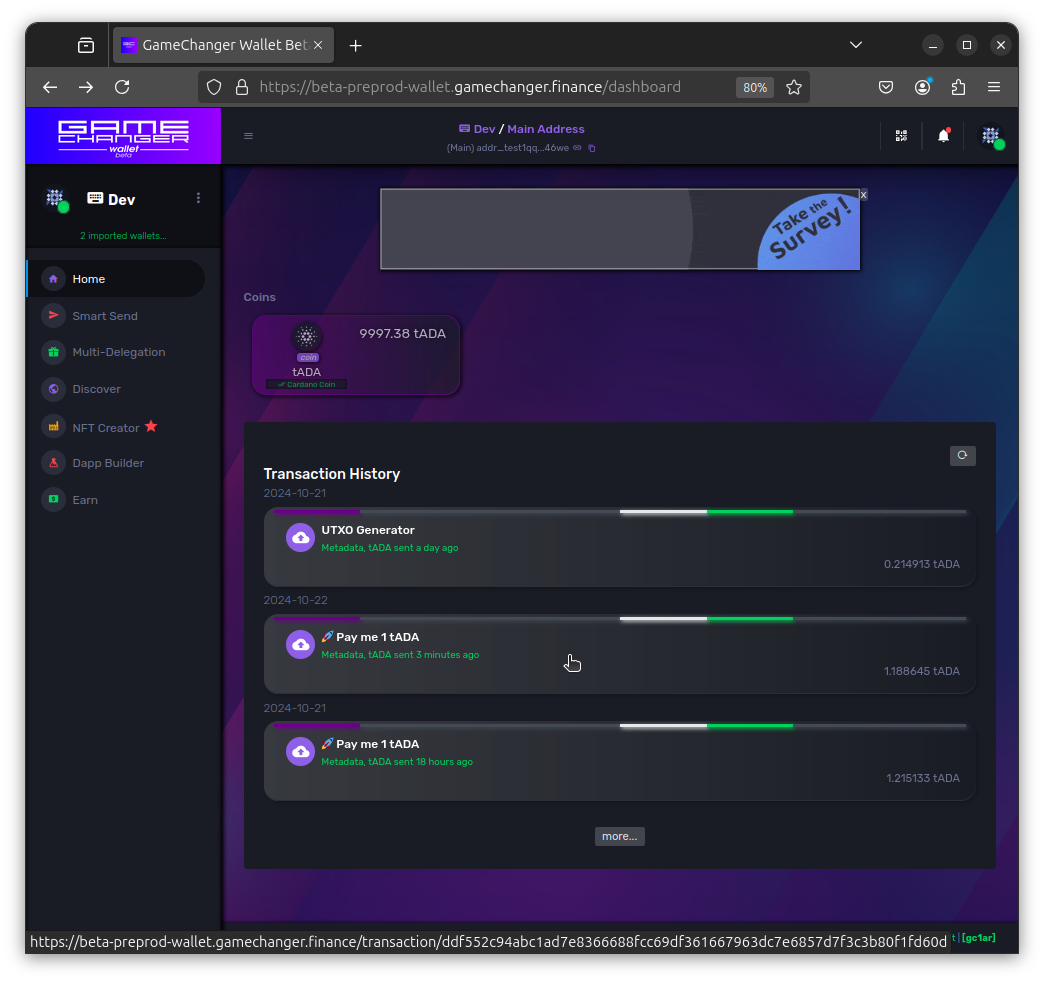 GameChanger Wallet Bet
https://beta-preprod-wallet.gamechanger.finance/dashboard
80%
GAME
CHANGER
wallet
beta
Dev / Main Address
(Main) addr_test1qq...46we
Dev
2 imported wallets...
Home
Smart Send
Multi-Delegation
Discover
NFT Creator
Dapp Builder
Earn
Take the
Survey!
X
Coins
9997.38 tADA
coin
tADA
Cardano Coin
Transaction History
2024-10-21
UTXO Generator
Metadata, tADA sent a day ago
0.214913 tADA
2024-10-22
🚀 Pay me 1 tADA
Metadata, tADA sent 3 minutes ago
1.188645 tADA
2024-10-21
🚀 Pay me 1 tADA
Metadata, tADA sent 18 hours ago
1.215133 tADA
more...
https://beta-preprod-wallet.gamechanger.finance/transaction/ddf552c94abc1ad7e8366688fcc69df361667963dc7e6857d7f3c3b80f1fd60d
t | [gc1ar]